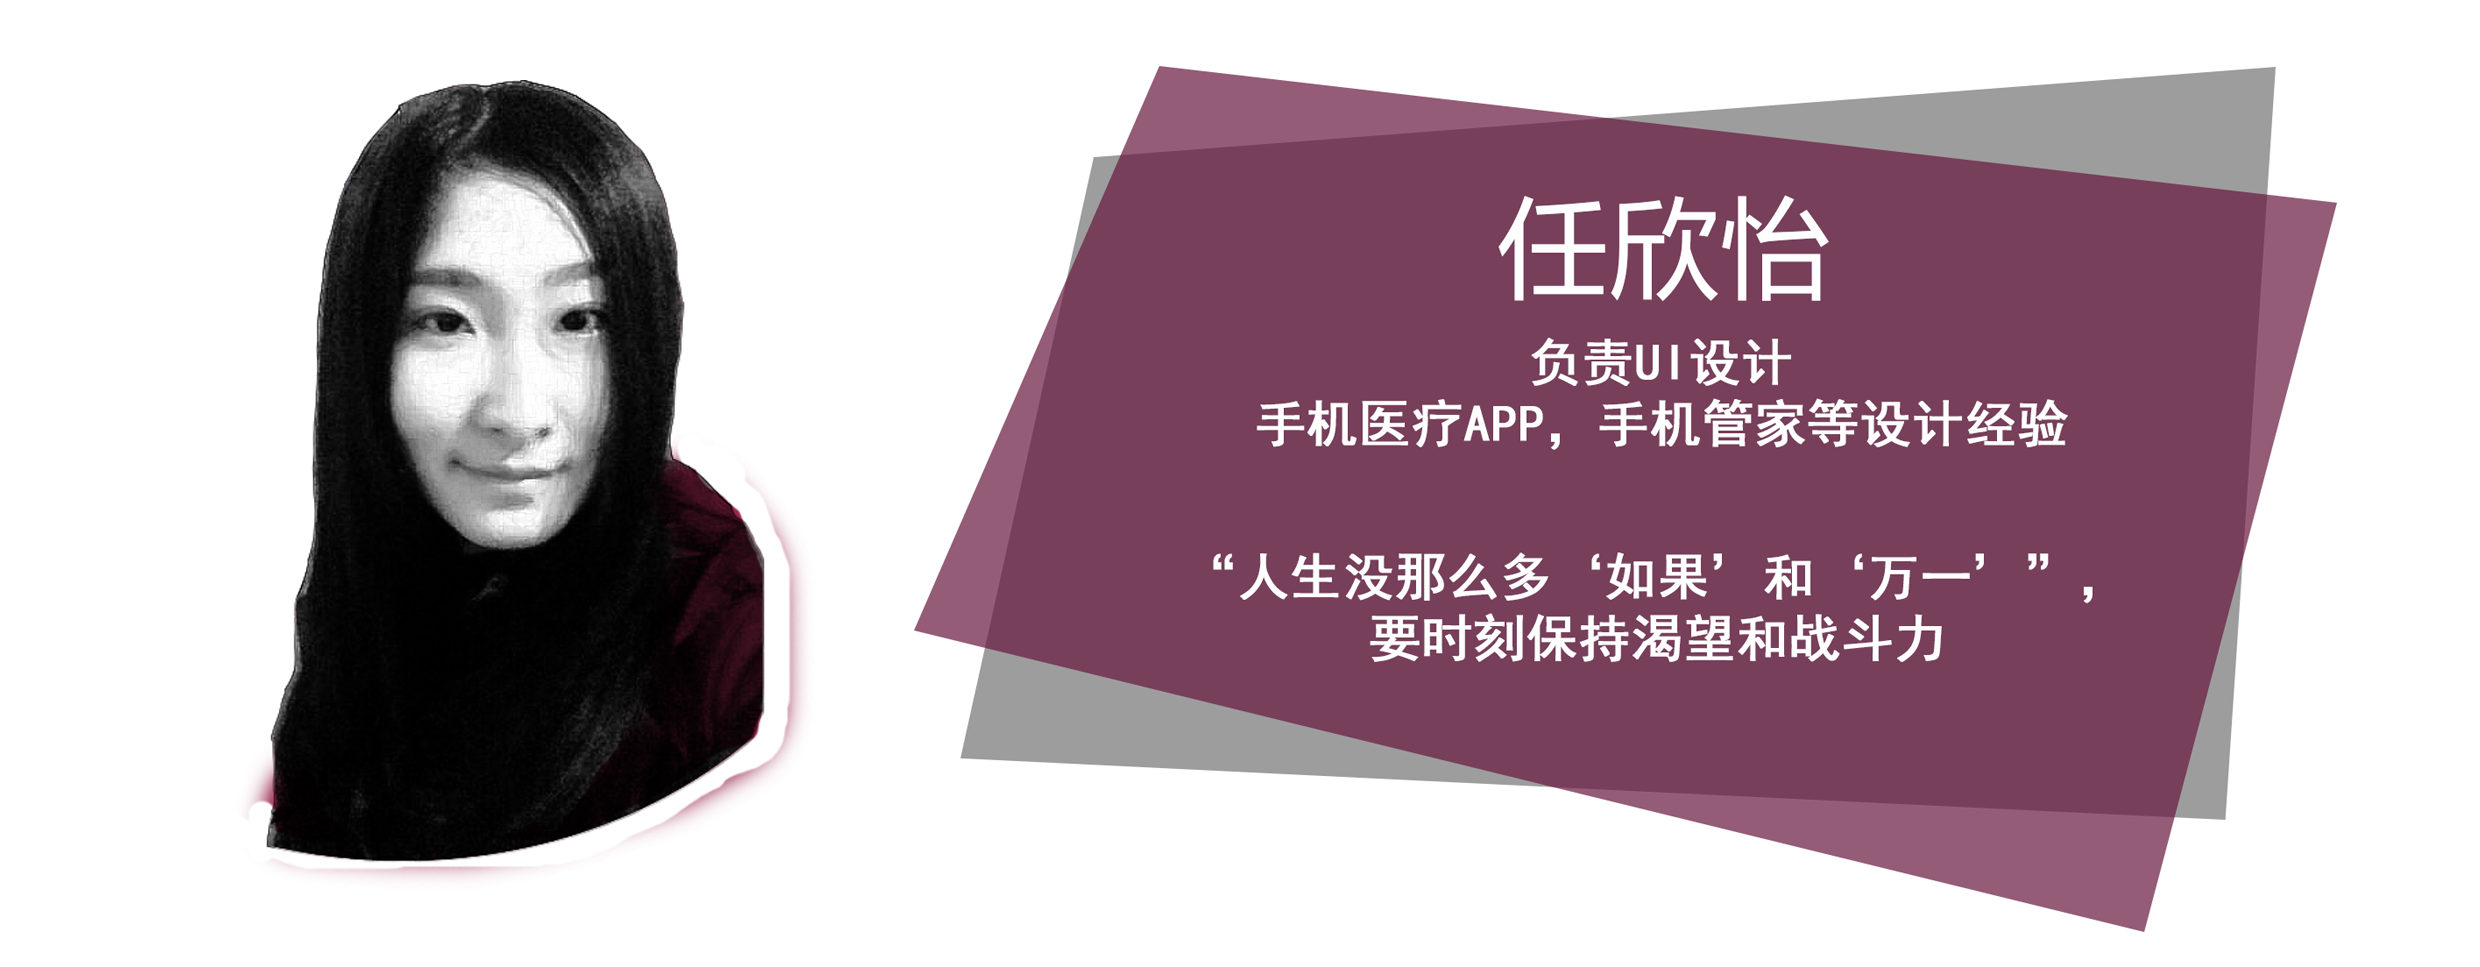 任欣怡
负责UI设计
手机医疗APP，手机管家等设计经验
“人生没那么多‘如果’和‘万一’”，
要时刻保持渴望和战斗力